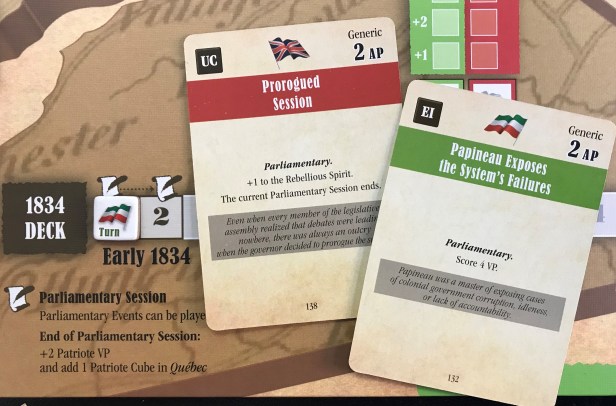 +2
+1
hester
1834
DECK
Turn
2
Early 1834
Parliamentary Session
Parliamentary Events can be playe
End of Parliamentary Session:
+2 Patriote VP
and add 1 Patriote Cube in Québec
UC
Generic
2 AP
Prorogued
Session
Parliamentary.
+1 to the Rebellious Spirit.
The current Parliamentary Session ends.
Even when every member of the legislative
assembly realized that debates were leadin
nowhere, there was always an outcry
when the governor decided to prorogue the s
138
EI
Generic
2 AP
Papineau Exposes
the System's Failures
Parliamentary.
Score 4 VP.
Papineau was a master of exposing cases
of colonial government corruption, idleness,
or lack of accountability.
132